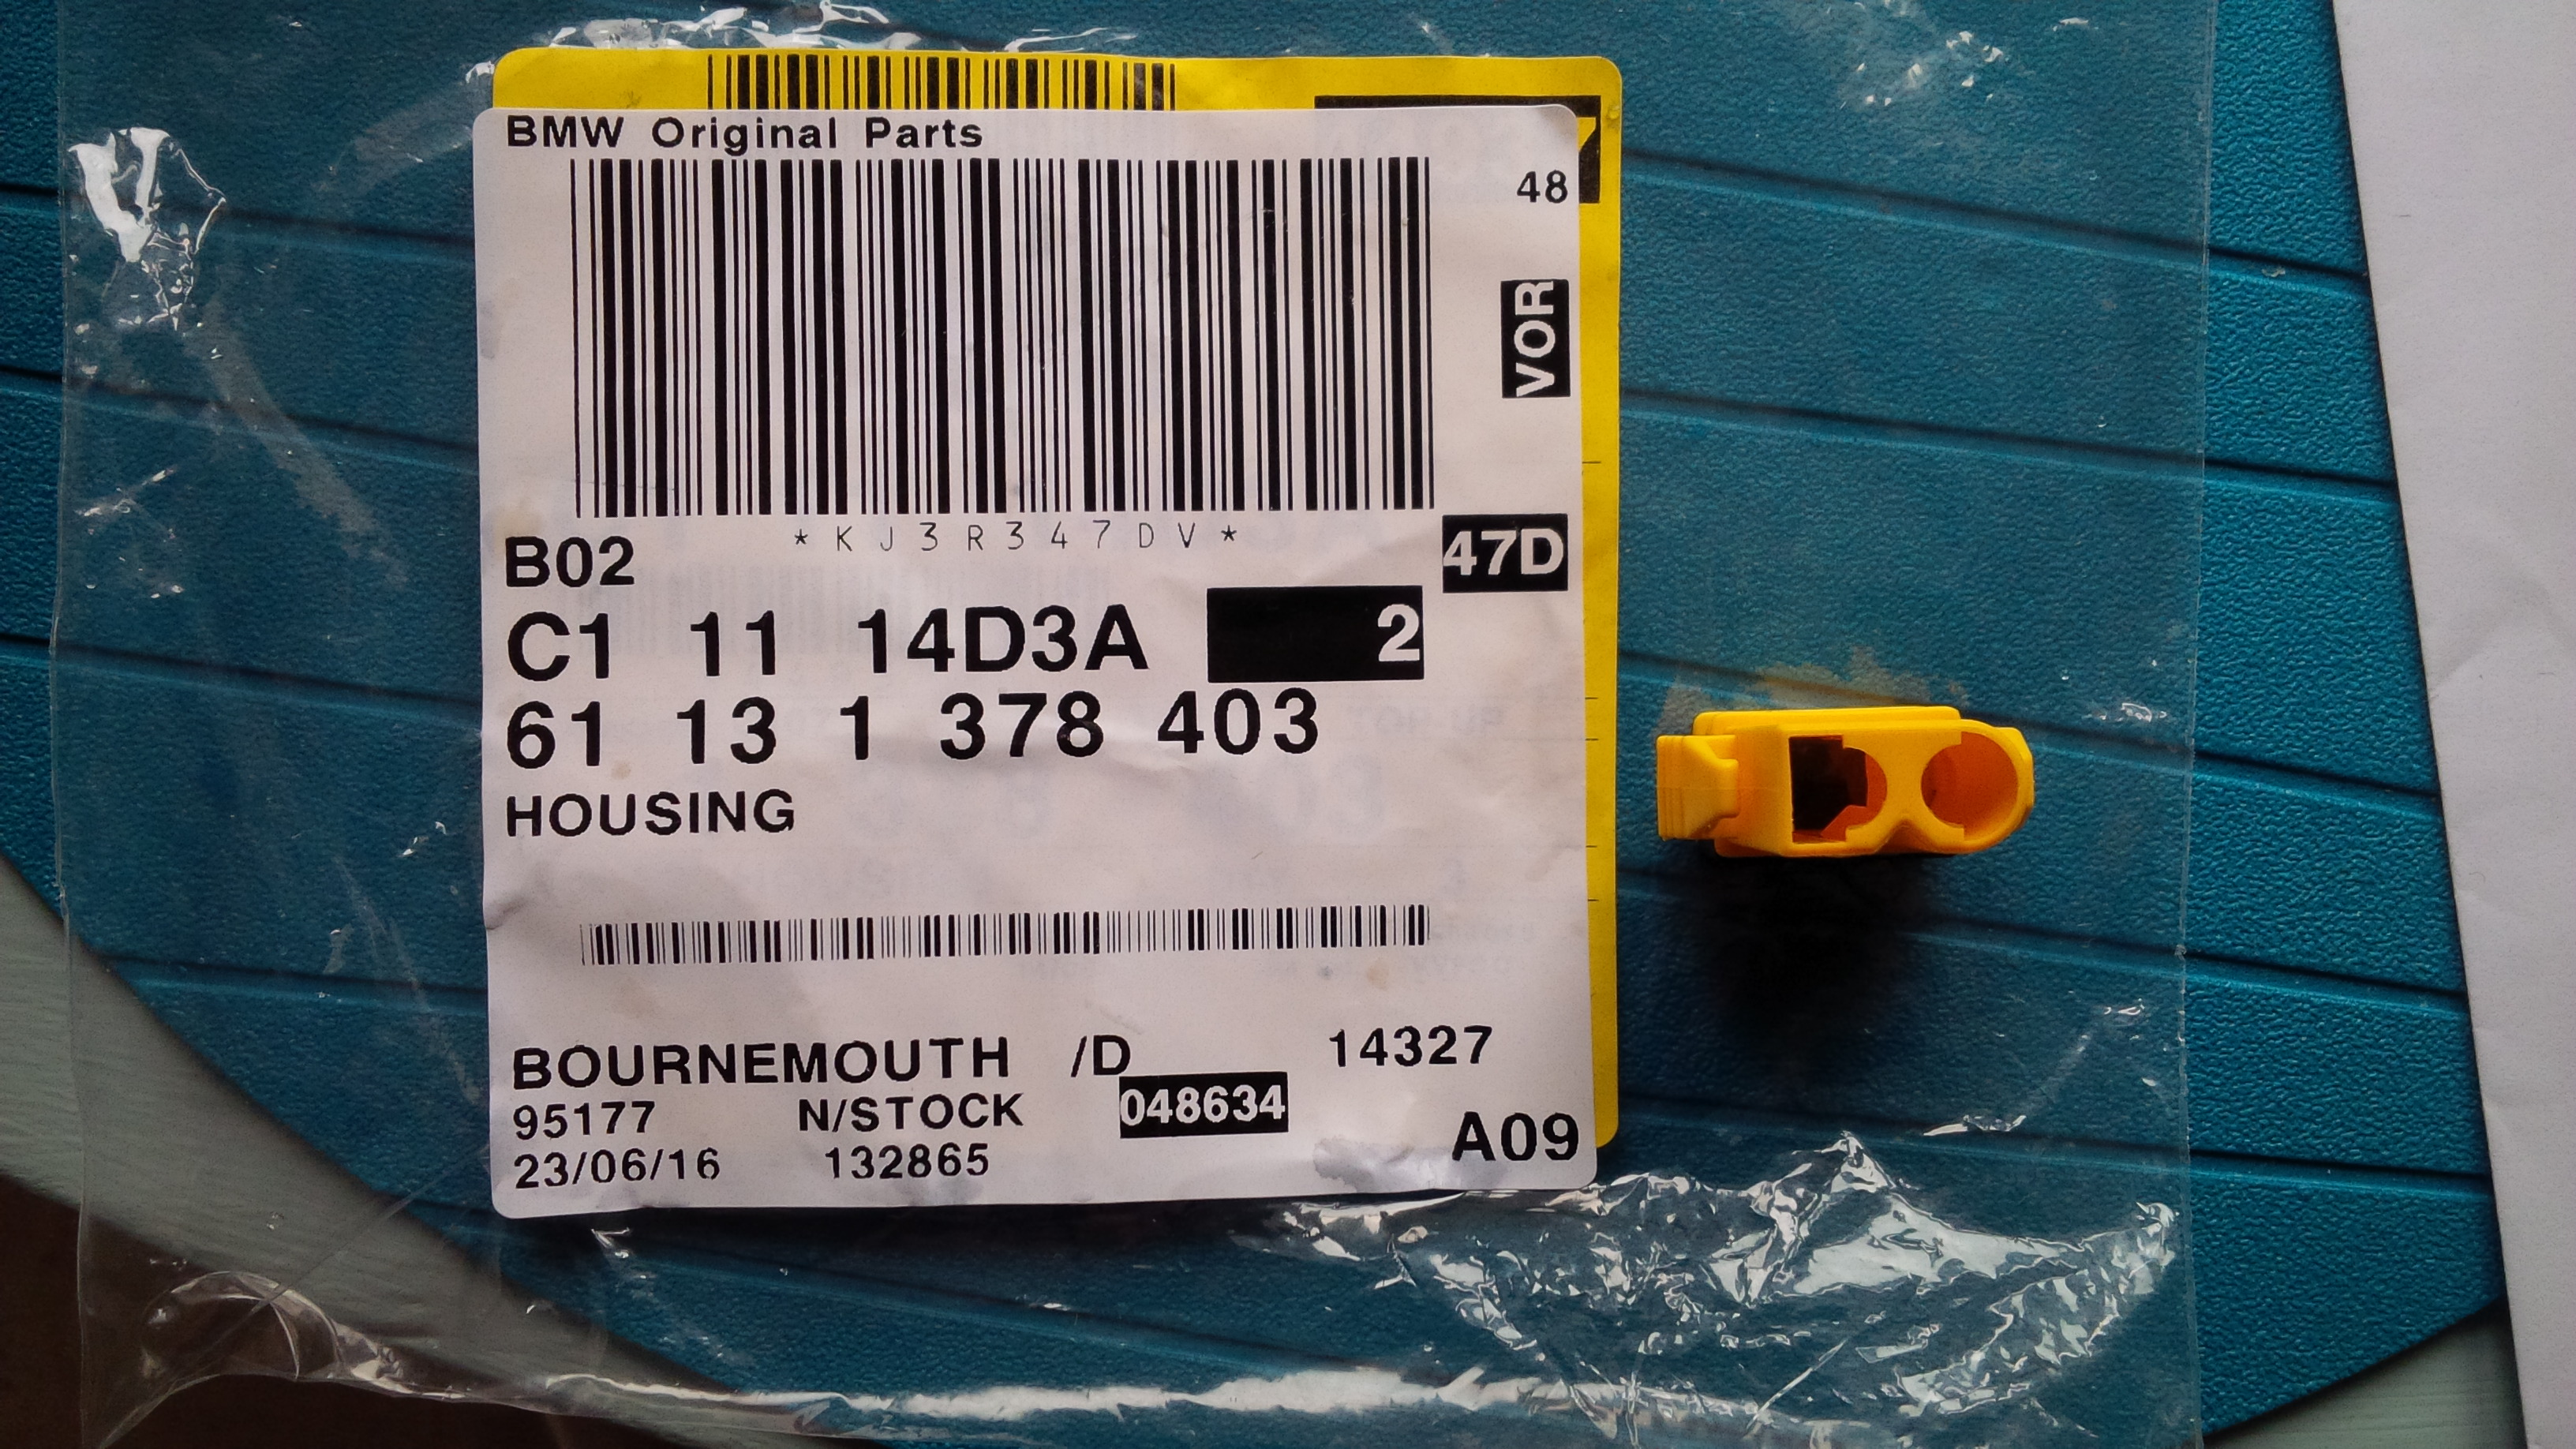 BMW Original Parts
48
VOR
*KJ3R347DV*
47D
B02
C1 11 14D3A 2
61 13 1 378 403
HOUSING
BOURNEMOUTH /D 14327
95177 N/STOCK 048634
23/06/16 132865 A09